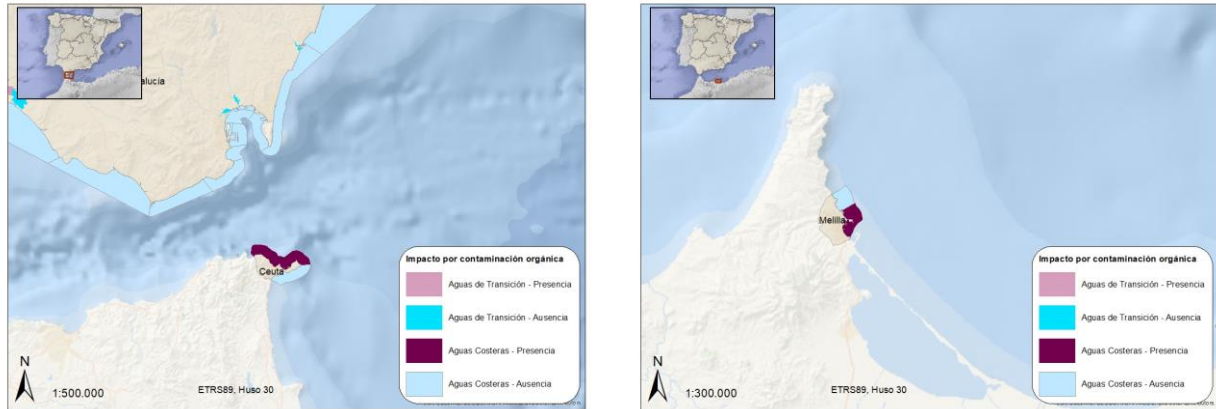 alucia
Ceuta
Impacto por contaminación orgánica
Aguas de Transición - Presencia
Aguas de Transición - Ausencia
Aguas Costeras - Presencia
Aguas Costeras - Ausencia
N
1:500.000
ETRS89, Huso 30
Melilla
Impacto por contaminación orgánica
Aguas de Transición - Presencia
Aguas de Transición - Ausencia
Aguas Costeras - Presencia
Aguas Costeras - Ausencia
N
1:300.000
ETRS89, Huso 30